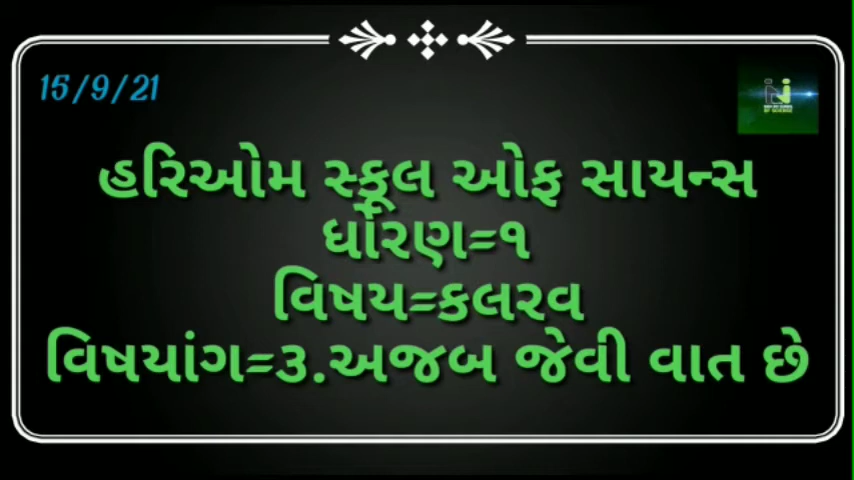 15/9/21
હરિઓમ સ્કૂલ ઓફ સાયન્સ
ધોરણ=૧
વિષય=કલરવ
વિષયાંગ=૩.અજબ જેવી વાત છે